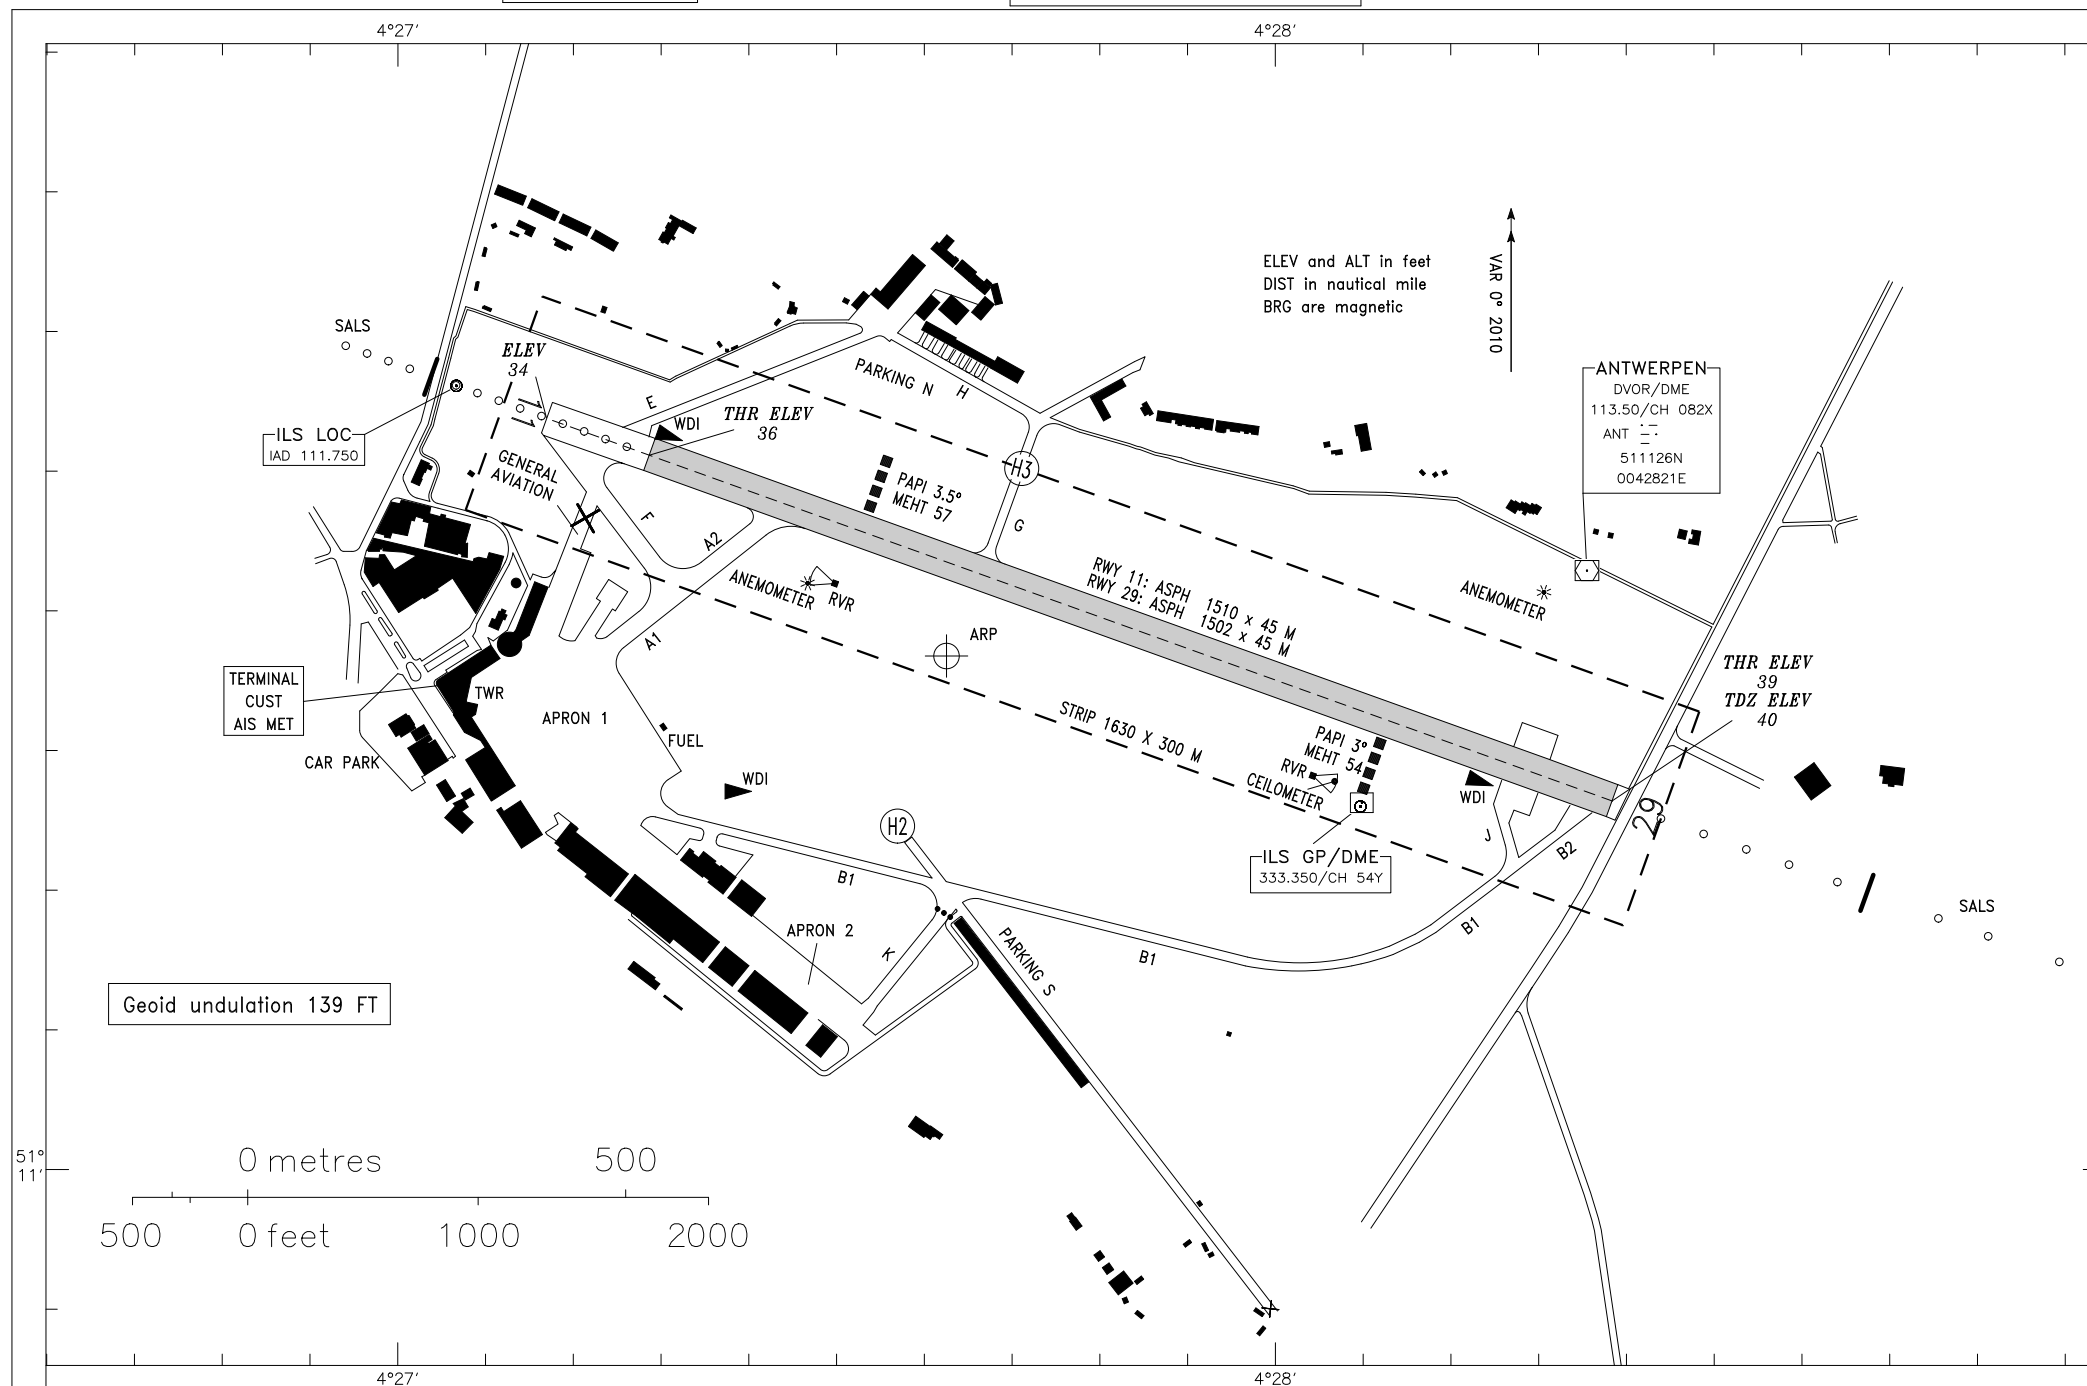 4°27'
4°28'
SALS
ELEV
34
ELEV and ALT in feet
DIST in nautical mile
BRG are magnetic
VAR 0° 2010
ANTWERPEN
DVOR/DME
113.50/CH 082X
ANT
511126N
0042821E
PARKING N
H
E
THR ELEV
36
WDI
ILS LOC
IAD 111.750
GENERAL
AVIATION
PAPI 3.5°
MEHT 57
H3
G
F
A2
ANEMOMETER
RVR
RWY 11: ASPH 1510 x 45 M
RWY 29: ASPH 1502 x 45 M
ANEMOMETER
A1
ARP
THR ELEV
39
TDZ ELEV
40
TERMINAL
CUST
AIS MET
TWR
APRON 1
STRIP 1630 X 300 M
FUEL
CAR PARK
WDI
PAPI 3°
MEHT 54
RVR
CEILOMETER
WDI
29
H2
J
B2
ILS GP/DME
333.350/CH 54Y
B1
SALS
APRON 2
K
PARKING S
B1
B1
Geoid undulation 139 FT
51°
11'
0 metres 500
500 0 feet 1000 2000
4°27'
4°28'